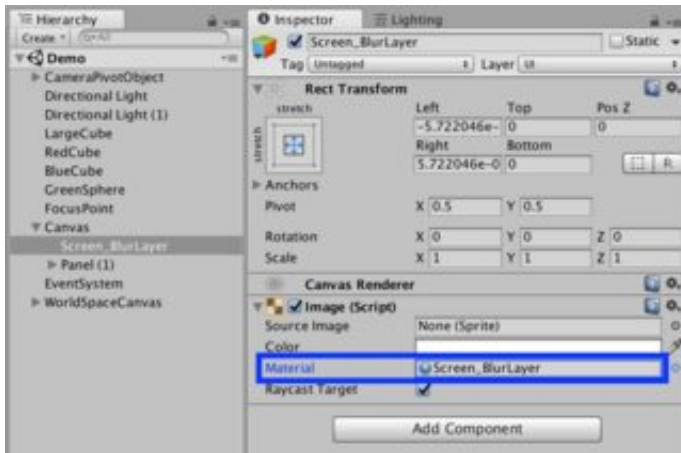 Hierarchy
Create
All
Demo
CameraPivotObject
Directional Light
Directional Light (1)
LargeCube
RedCube
BlueCube
GreenSphere
FocusPoint
Canvas
Screen_BlurLayer
Panel (1)
EventSystem
WorldSpaceCanvas
Inspector Lighting
Screen_BlurLayer Static
Tag Untagged Layer UI
Rect Transform
stretch Left Top Pos Z
stretch -5.722046e- 0 0
Right Bottom
5.722046e-0 0 R
Anchors
Pivot X 0.5 Y 0.5
Rotation X 0 Y 0 Z 0
Scale X 1 Y 1 Z 1
Canvas Renderer
Image (Script)
Source Image None (Sprite)
Color
Material Screen_BlurLayer
Raycast Target
Add Component